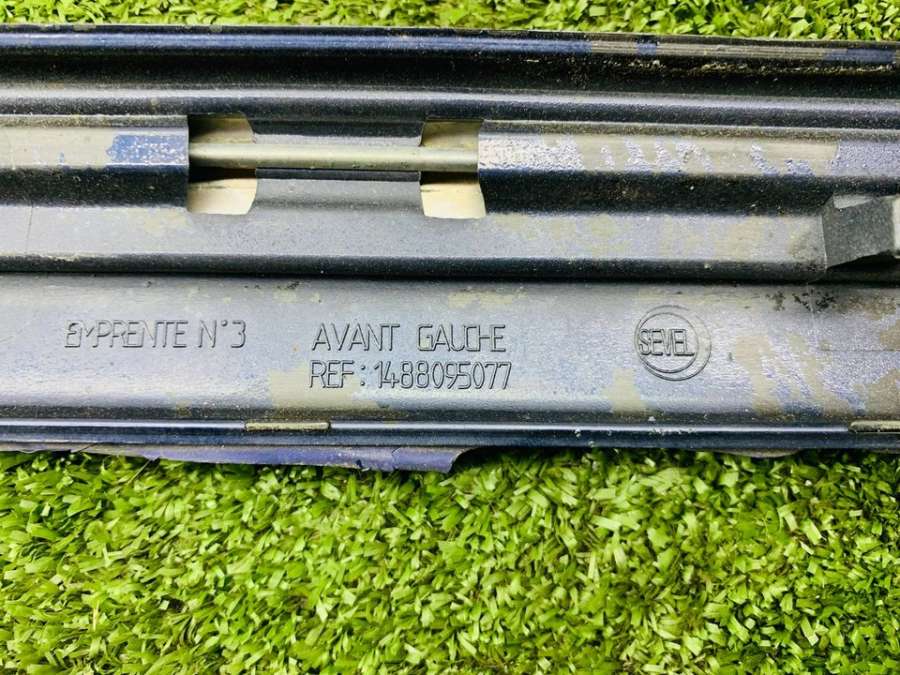 EMPRENTE N°3
AVANT GAUCHE
REF : 1488095077
SEVEL